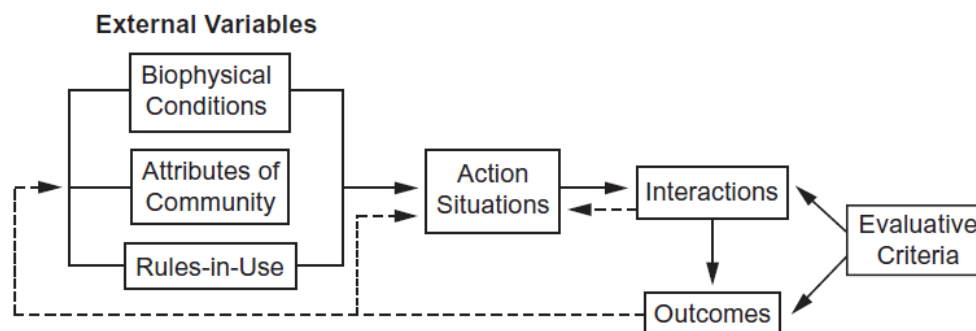 External Variables
Biophysical
Conditions
Attributes of
Community
Rules-in-Use
Action
Situations
Interactions
Outcomes
Evaluative
Criteria